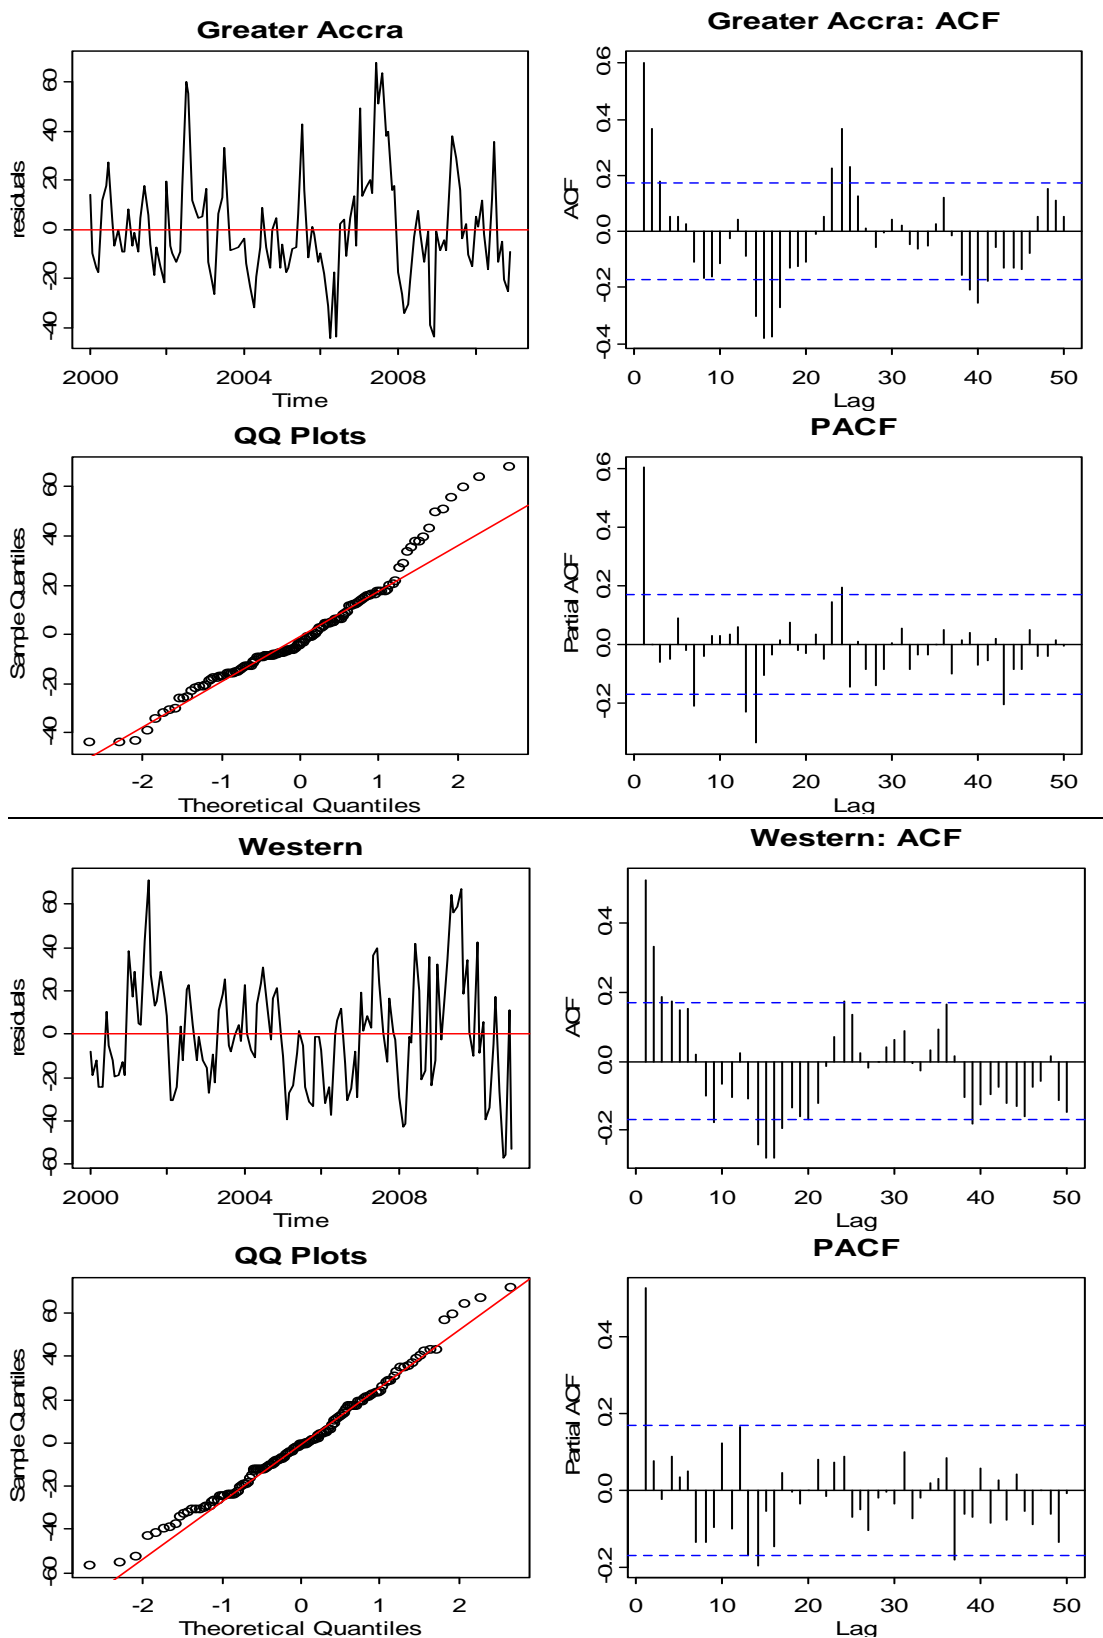 Greater Accra
residuals
-40 -20 0 20 40 60
2000 2004 2008
Time
Greater Accra: ACF
ACF
-0.4 -0.2 0.0 0.2 0.4 0.6
0 10 20 30 40 50
Lag
QQ Plots
Sample Quantiles
-40 -20 0 20 40 60
-2 -1 0 1 2
Theoretical Quantiles
PACF
Partial ACF
-0.2 0.0 0.2 0.4 0.6
0 10 20 30 40 50
Lag
Western
residuals
-60 -40 -20 0 20 40 60
2000 2004 2008
Time
Western: ACF
ACF
-0.2 0.0 0.2 0.4
0 10 20 30 40 50
Lag
QQ Plots
Sample Quantiles
-60 -40 -20 0 20 40 60
-2 -1 0 1 2
Theoretical Quantiles
PACF
Partial ACF
-0.2 0.0 0.2 0.4
0 10 20 30 40 50
Lag